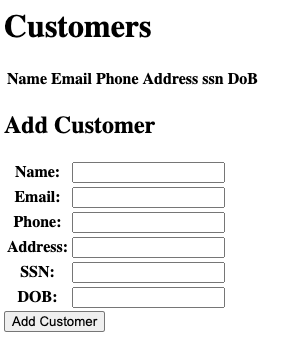 Customers
Name Email Phone Address ssn DoB
Add Customer
Name:
Email:
Phone:
Address:
SSN:
DOB:
Add Customer